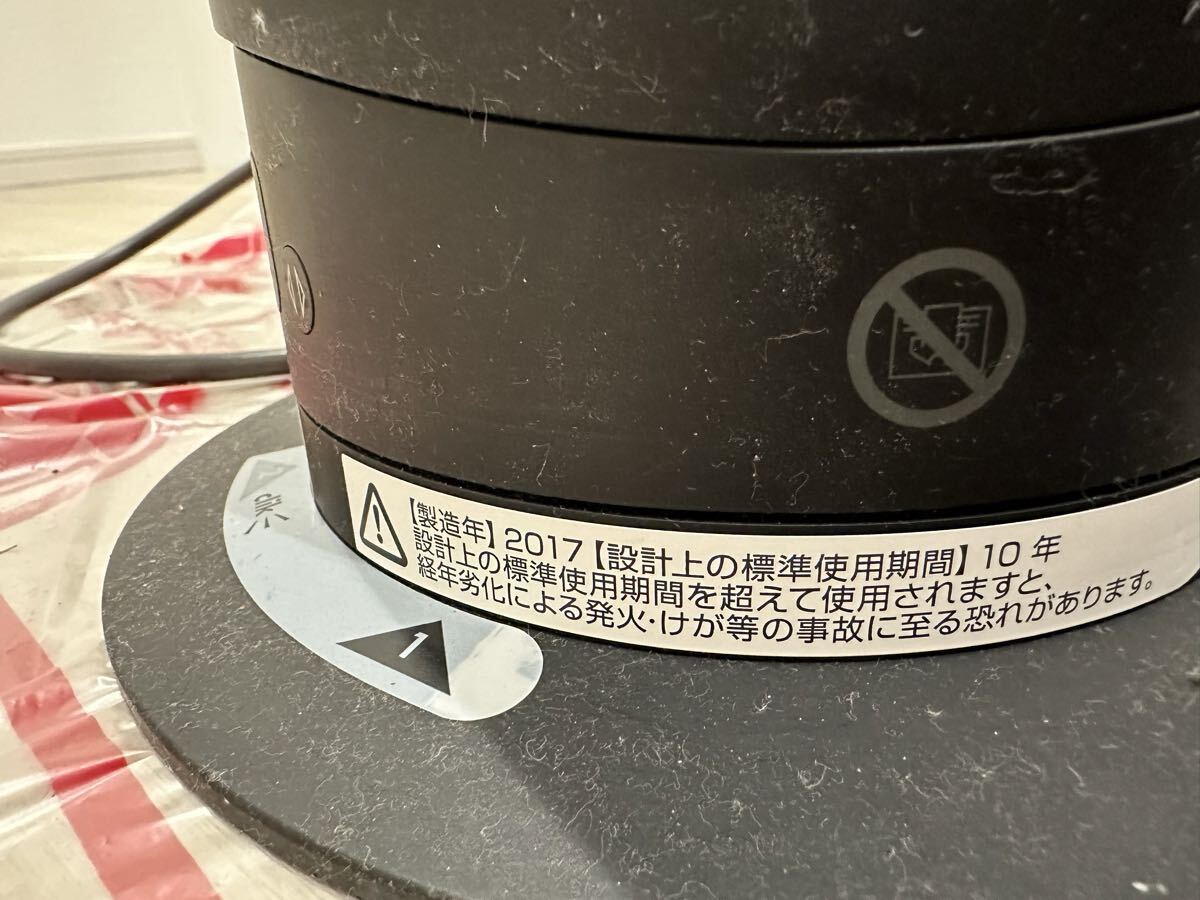 【製造年】2017【設計上の標準使用期間】10 年
設計上の標準使用期間を超えて使用されますと、
経年劣化による発火・けが等の事故に至る恐れがあります。
clik
1